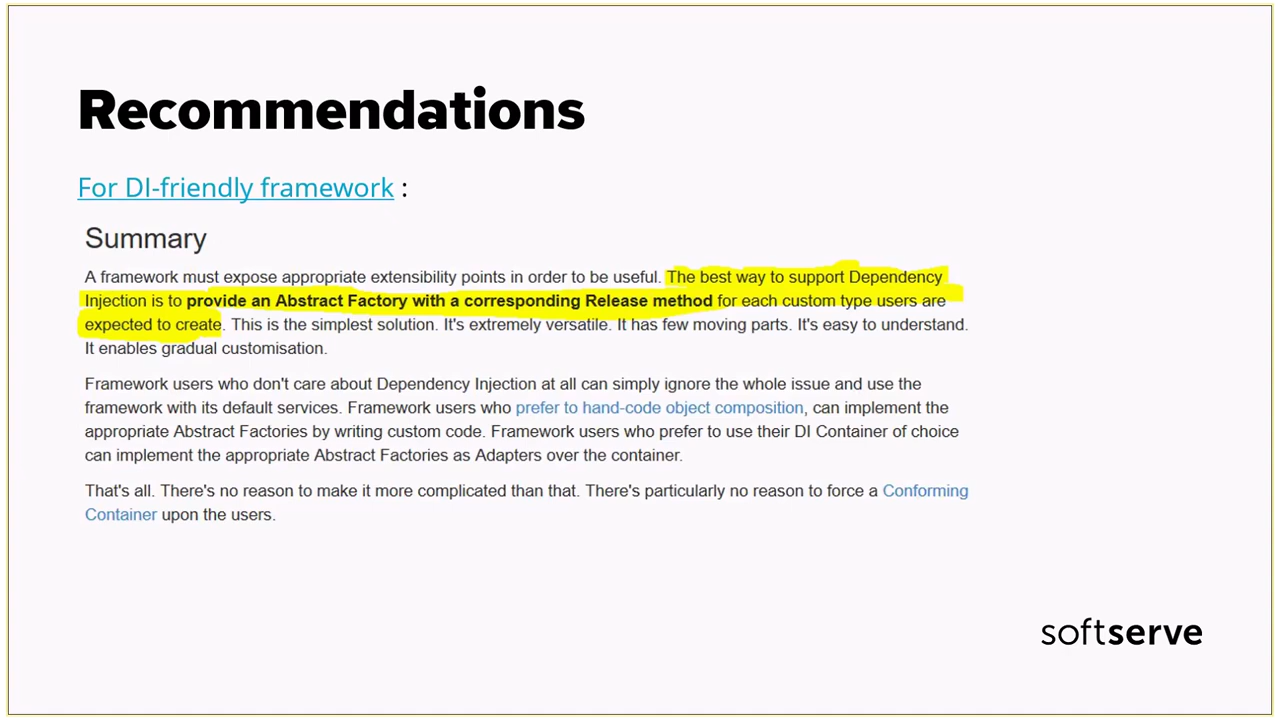 Recommendations
For DI-friendly framework :
Summary
A framework must expose appropriate extensibility points in order to be useful. The best way to support Dependency
Injection is to provide an Abstract Factory with a corresponding Release method for each custom type users are
expected to create. This is the simplest solution. It's extremely versatile. It has few moving parts. It's easy to understand.
It enables gradual customisation.
Framework users who don't care about Dependency Injection at all can simply ignore the whole issue and use the
framework with its default services. Framework users who prefer to hand-code object composition, can implement the
appropriate Abstract Factories by writing custom code. Framework users who prefer to use their DI Container of choice
can implement the appropriate Abstract Factories as Adapters over the container.
That's all. There's no reason to make it more complicated than that. There's particularly no reason to force a Conforming
Container upon the users.
softserve